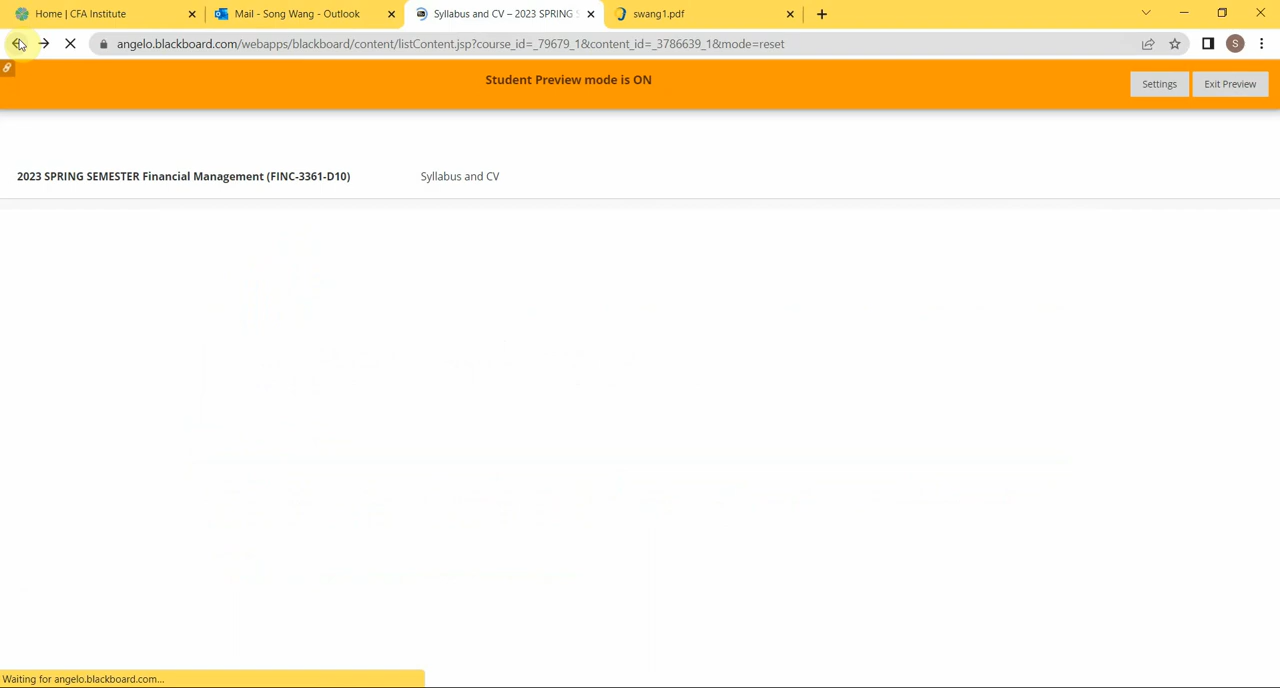 Home | CFA Institute
Mail - Song Wang - Outlook
Syllabus and CV – 2023 SPRING S
swang1.pdf
angelo.blackboard.com/webapps/blackboard/content/listContent.jsp?course_id=_79679_1&content_id=_3786639_1&mode=reset
S
Student Preview mode is ON
Settings
Exit Preview
2023 SPRING SEMESTER Financial Management (FINC-3361-D10)
Syllabus and CV
Waiting for angelo.blackboard.com...